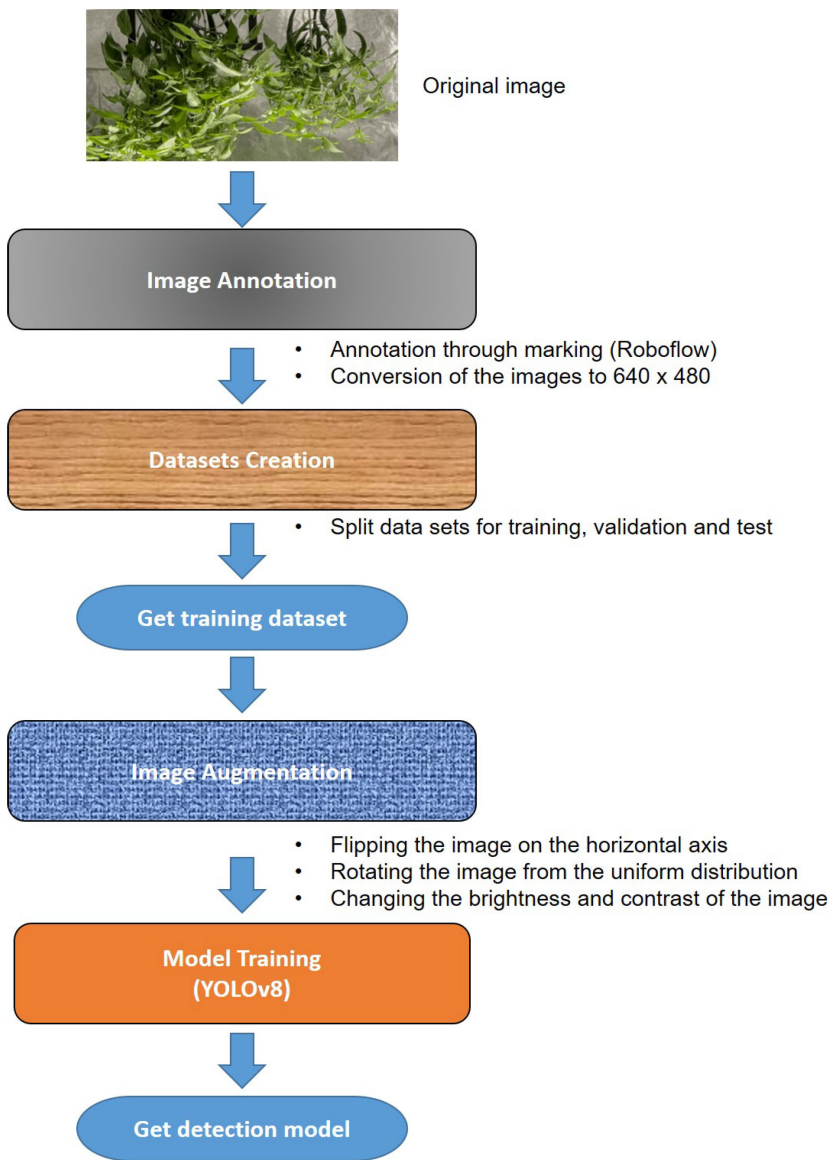 Original image
Image Annotation
• Annotation through marking (Roboflow)
• Conversion of the images to 640 x 480
Datasets Creation
• Split data sets for training, validation and test
Get training dataset
Image Augmentation
• Flipping the image on the horizontal axis
• Rotating the image from the uniform distribution
• Changing the brightness and contrast of the image
Model Training
(YOLOv8)
Get detection model